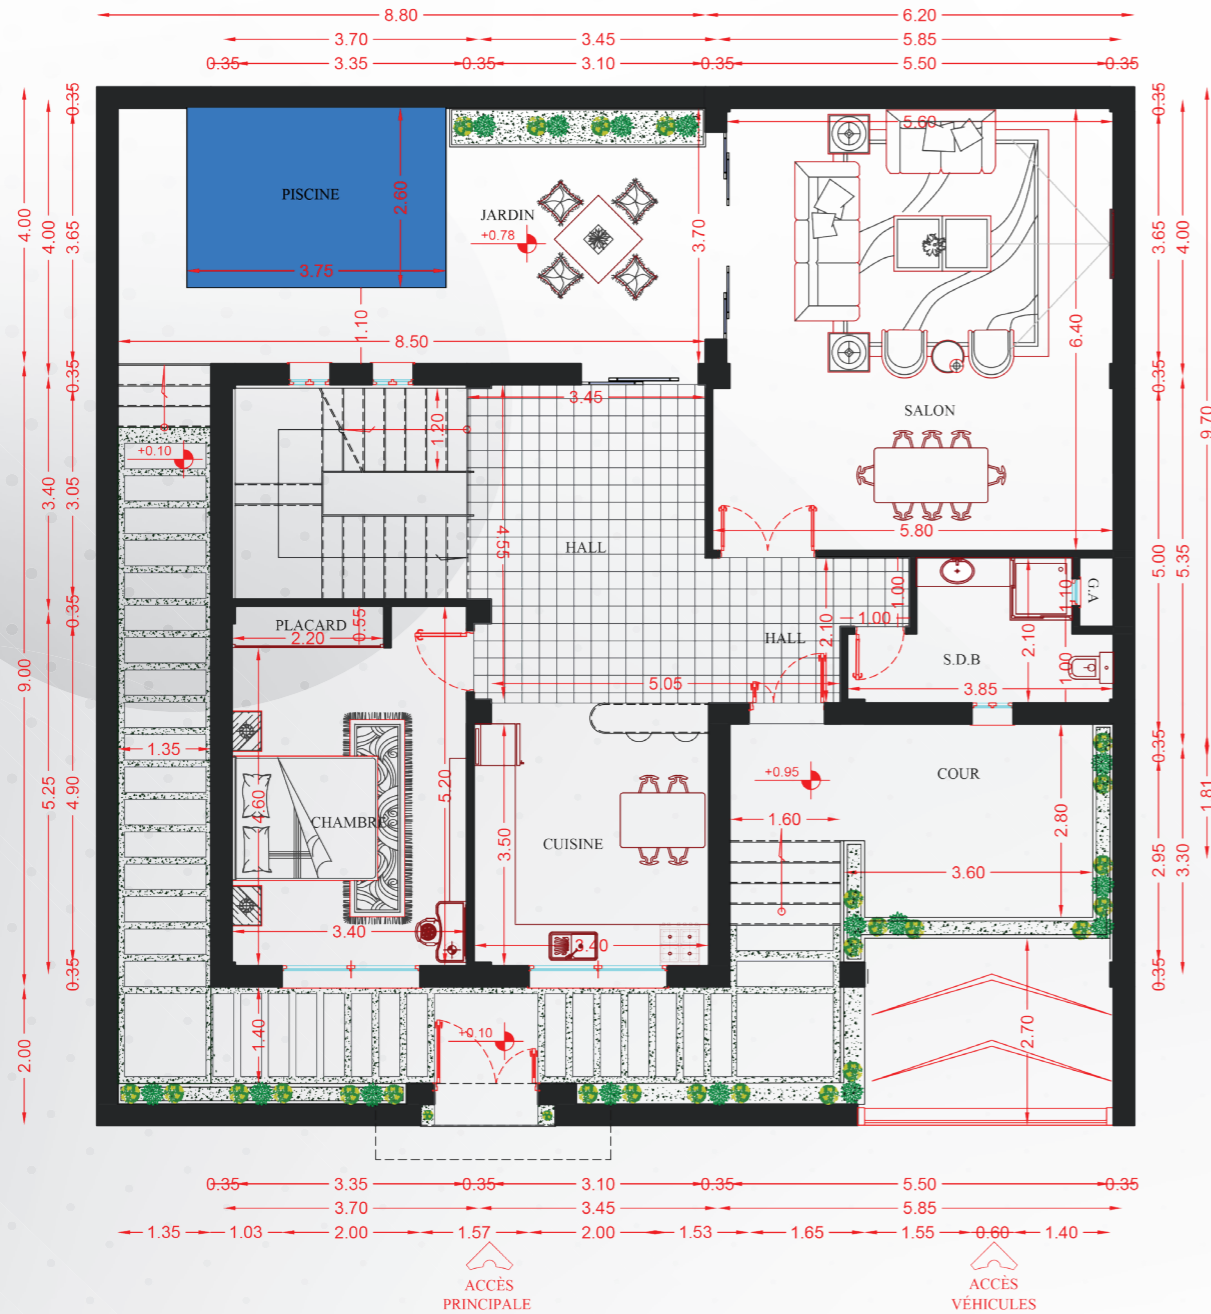 8.80 6.20
3.70 3.45 5.85
0.35 3.35 0.35 3.10 0.35 5.50 0.35
0.35 0.35
5.60
PISCINE 2.60
JARDIN
+0.78
4.00 4.00 3.65 3.70 3.65 4.00
3.75
1.10
8.50 6.40
0.35 0.35
3.45
9.70
SALON
1.20
+0.10
3.40 3.05
5.80
4.55 HALL
5.00 5.35
1.00 1.10 G.A
0.35 0.55
PLACARD 1.00
2.20 HALL 2.10 2.10
S.D.B 1.00
9.00
5.05 3.85
1.35 0.35
+0.95 COUR
5.25 4.90 4.60 5.20 1.81
CHAMBRE 1.60 2.80
3.50 CUISINE
3.60 2.95 3.30
3.40 3.40
0.35 0.35
2.00 1.40 +0.10 2.70
0.35 3.35 0.35 3.10 0.35 5.50 0.35
3.70 3.45 5.85
1.35 1.03 2.00 1.57 2.00 1.53 1.65 1.55 0.60 1.40
ACCÈS
PRINCIPALE
ACCÈS
VÉHICULES